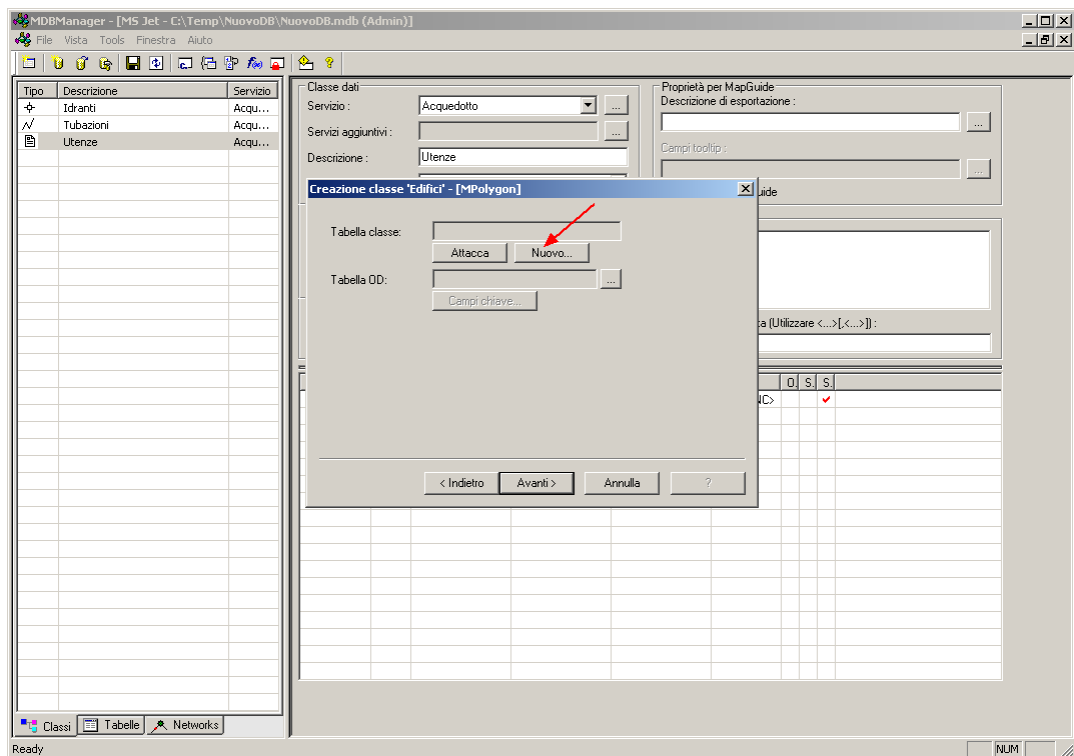 MDBManager - [MS Jet - C:\Temp\NuovoDB\NuovoDB.mdb (Admin)]
File Vista Tools Finestra Aiuto
Tipo Descrizione Servizio
Idranti Acqu...
Tubazioni Acqu...
Utenze Acqu...
Classe dati
Servizio : Acquedotto ...
Servizi aggiuntivi : ...
Descrizione : Utenze
Proprietà per MapGuide
Descrizione di esportazione :
...
Campi tooltip :
...
uide
Creazione classe 'Edifici' - [MPolygon]
Tabella classe:
Attacca Nuovo...
Tabella OD: ...
Campi chiave...
< Indietro Avanti > Annulla ?
ca (Utilizzare <...>[,<...>]) :
O. S. S.
NC>
Classi Tabelle Networks
Ready NUM